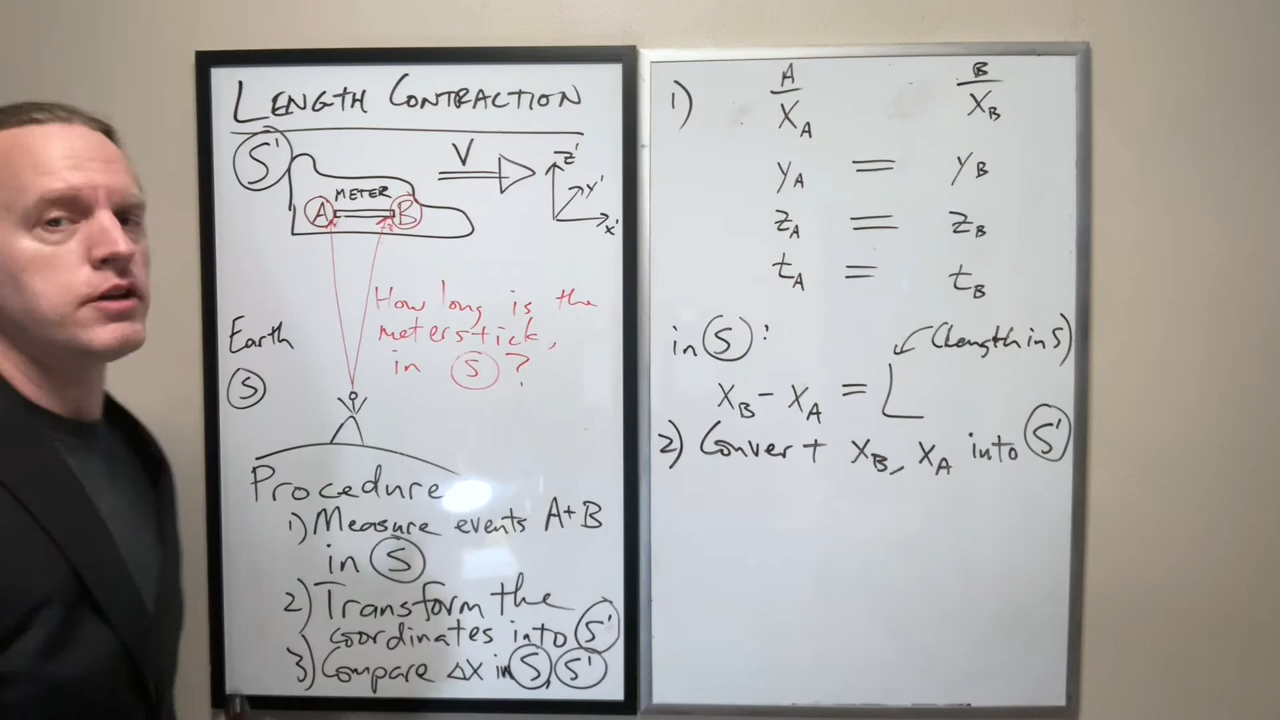 LENGTH CONTRACTION
S'
V
z'
y'
x'
METER
A
B
How long is the
meterstick,
in S ?
Earth
S
Procedure
1) Measure events A+B
in S
2) Transform the
coordinates into S'
3) Compare Δx in S, S'
1) A B
x_A x_B
y_A = y_B
z_A = z_B
t_A = t_B
in S :
(Length in S)
x_B - x_A = L
2) Convert x_B, x_A into S'